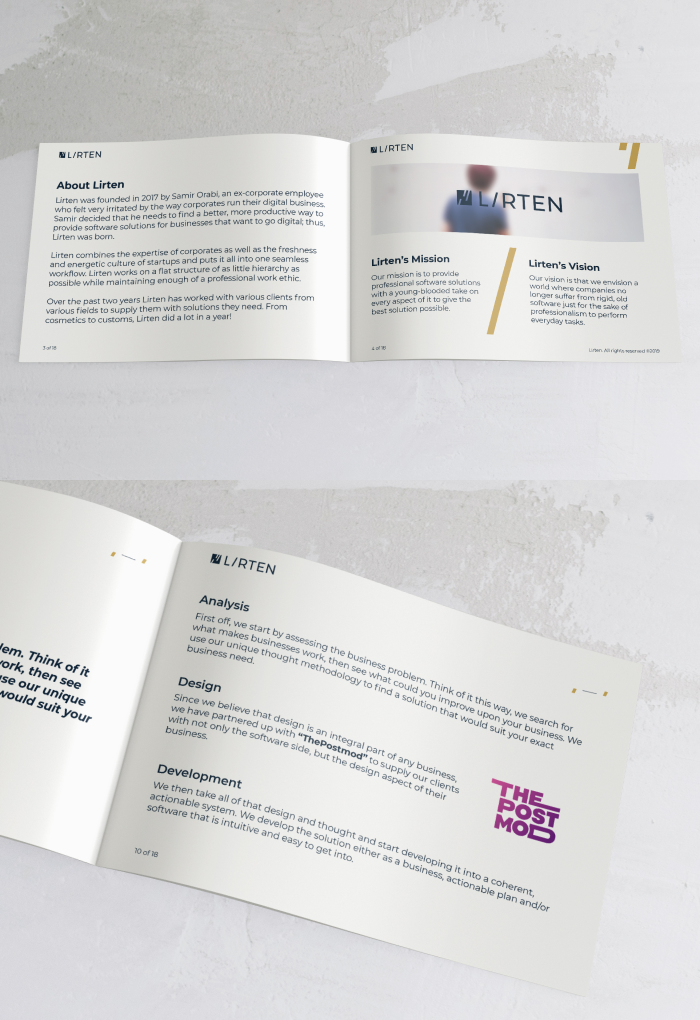 LIRTEN
About Lirten
Lirten was founded in 2017 by Samir Orabi, an ex-corporate employee
who felt very irritated by the way corporates run their digital business.
Samir decided that he needs to find a better, more productive way to
provide software solutions for businesses that want to go digital; thus,
Lirten was born.
Lirten combines the expertise of corporates as well as the freshness
and energetic culture of startups and puts it all into one seamless
workflow. Lirten works on a flat structure of as little hierarchy as
possible while maintaining enough of a professional work ethic.
Over the past two years Lirten has worked with various clients from
various fields to supply them with solutions they need. From
cosmetics to customs, Lirten did a lot in a year!
3 of 18
LIRTEN
LIRTEN
Lirten's Mission
Our mission is to provide
professional software solutions
with a young-blooded take on
every aspect of it to give the
best solution possible.
Lirten's Vision
Our vision is that we envision a
world where companies no
longer suffer from rigid, old
software just for the sake of
professionalism to perform
everyday tasks.
4 of 18
Lirten. All rights reserved ©2019
lem. Think of it
work, then see
use our unique
would suit your
LIRTEN
Analysis
First off, we start by assessing the business problem. Think of it this way, we search for
what makes businesses work, then see what could you improve upon your business. We
use our unique thought methodology to find a solution that would suit your exact
business need.
Design
Since we believe that design is an integral part of any business,
we have partnered up with “ThePostmod” to supply our clients
with not only the software side, but the design aspect of their
business.
THE
POST
MOD
Development
We then take all of that design and thought and start developing it into a coherent,
actionable system. We develop the solution either as a business, actionable plan and/or
software that is intuitive and easy to get into.
10 of 18